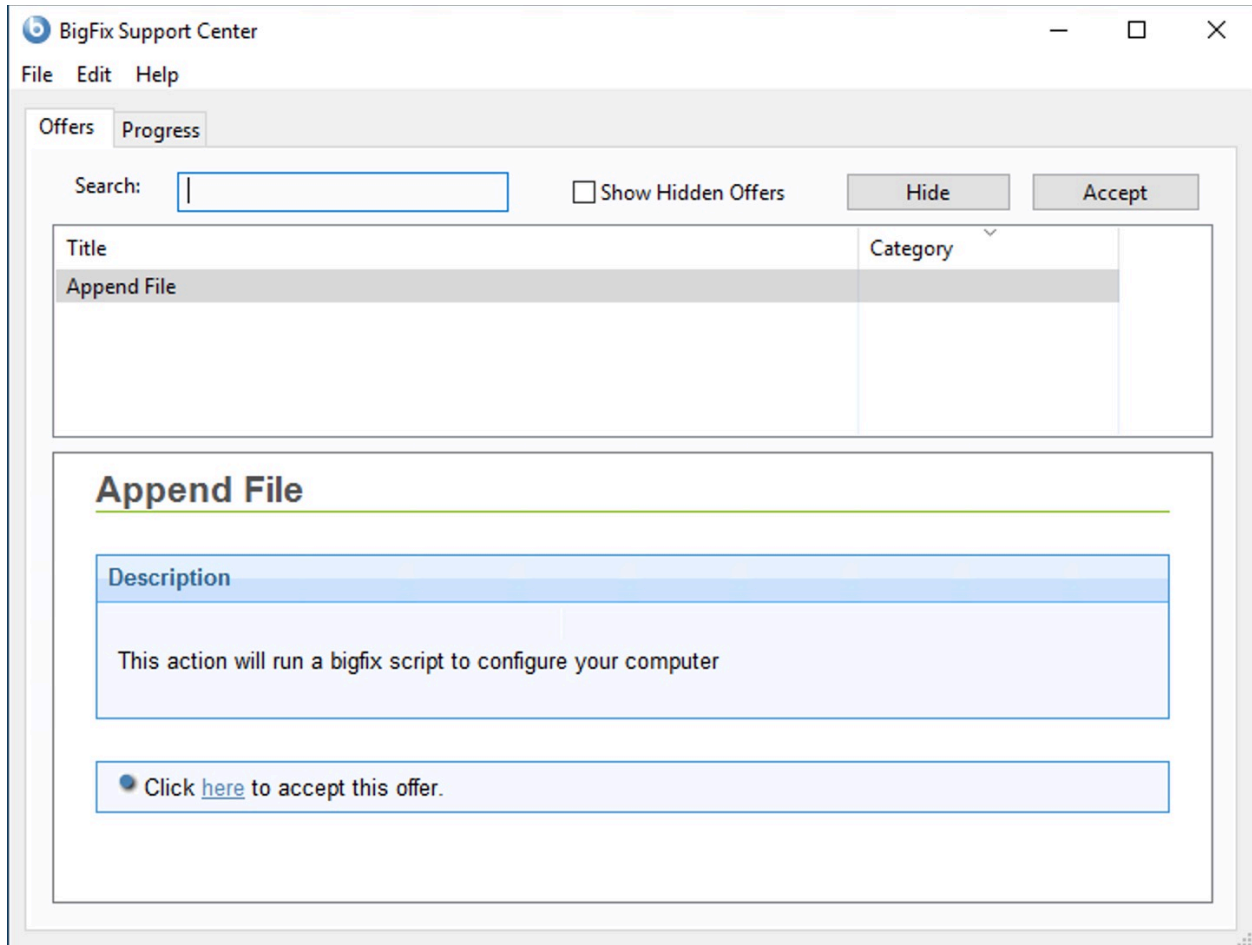 BigFix Support Center
File Edit Help
Offers Progress
Search: Show Hidden Offers Hide Accept
Title Category
Append File
Append File
Description
This action will run a bigfix script to configure your computer
Click here to accept this offer.